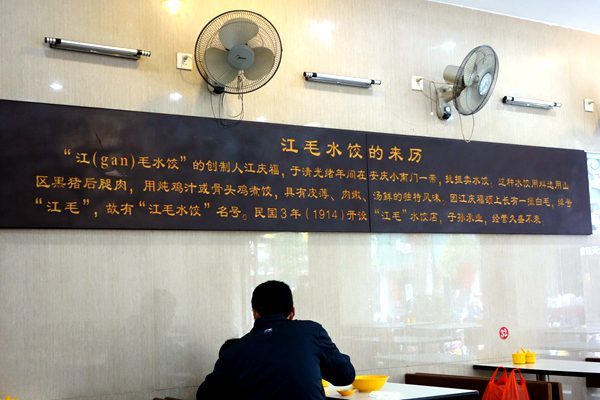 江毛水饺的来历
“江(gan)毛水饺”的创制人江庆福，于清光绪年间在安庆小南门一带，挑担卖水饺；这种水饺用料选用山
区黑猪后腿肉，用炖鸡汁或骨头鸡煮饺，具有皮薄、肉嫩、汤鲜的独特风味。因江庆福颈上长有一撮白毛，绰号
“江毛”，故有“江毛水饺”名号。民国3年(1914)开设“江毛”水饺店，子孙承业，经营久盛不衰。